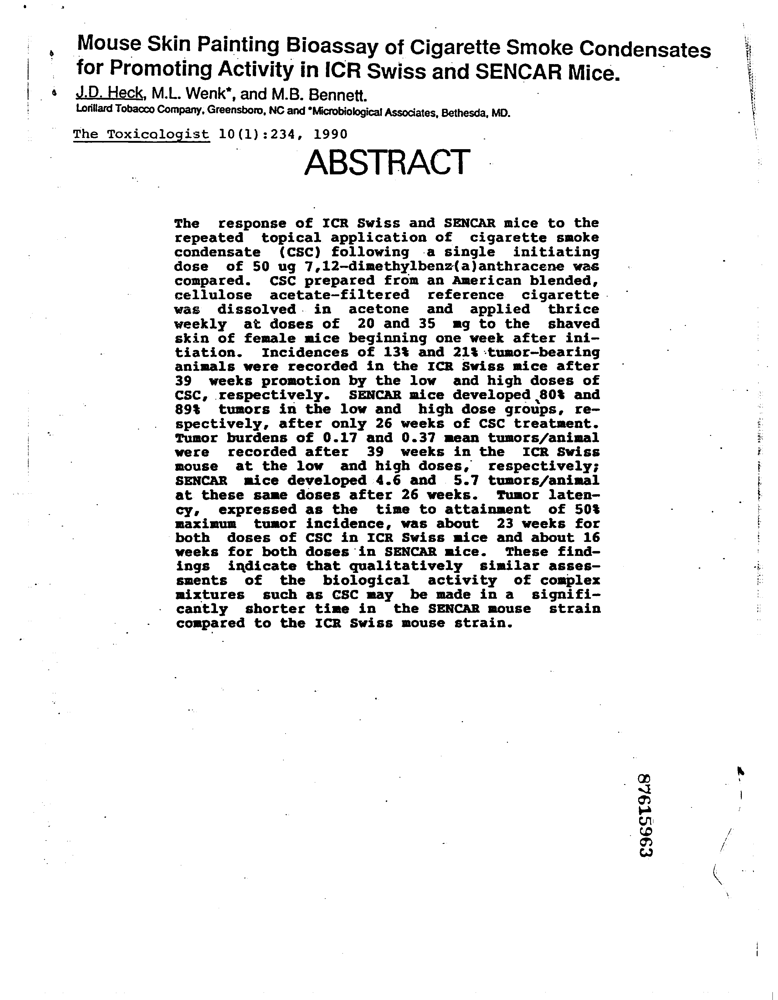 Mouse Skin Painting Bioassay of Cigarette Smoke Condensates
for Promoting Activity in ICR Swiss and SENCAR Mice.
J.D. Heck, M.L. Wenk*, and M.B. Bennett.
Lorillard Tobacco Company, Greensboro, NC and *Microbiological Associates, Bethesda, MD.
The Toxicologist 10(1):234, 1990
ABSTRACT
The response of ICR Swiss and SENCAR mice to the
repeated topical application of cigarette smoke
condensate (CSC) following a single initiating
dose of 50 ug 7,12-dimethylbenz(a)anthracene was
compared. CSC prepared from an American blended,
cellulose acetate-filtered reference cigarette
was dissolved in acetone and applied thrice
weekly at doses of 20 and 35 mg to the shaved
skin of female mice beginning one week after ini-
tiation. Incidences of 13% and 21% tumor-bearing
animals were recorded in the ICR Swiss mice after
39 weeks promotion by the low and high doses of
CSC, respectively. SENCAR mice developed 80% and
89% tumors in the low and high dose groups, re-
spectively, after only 26 weeks of CSC treatment.
Tumor burdens of 0.17 and 0.37 mean tumors/animal
were recorded after 39 weeks in the ICR Swiss
mouse at the low and high doses, respectively;
SENCAR mice developed 4.6 and 5.7 tumors/animal
at these same doses after 26 weeks. Tumor laten-
cy, expressed as the time to attainment of 50%
maximum tumor incidence, was about 23 weeks for
both doses of CSC in ICR Swiss mice and about 16
weeks for both doses in SENCAR mice. These find-
ings indicate that qualitatively similar asses-
sments of the biological activity of complex
mixtures such as CSC may be made in a signifi-
cantly shorter time in the SENCAR mouse strain
compared to the ICR Swiss mouse strain.
87615963